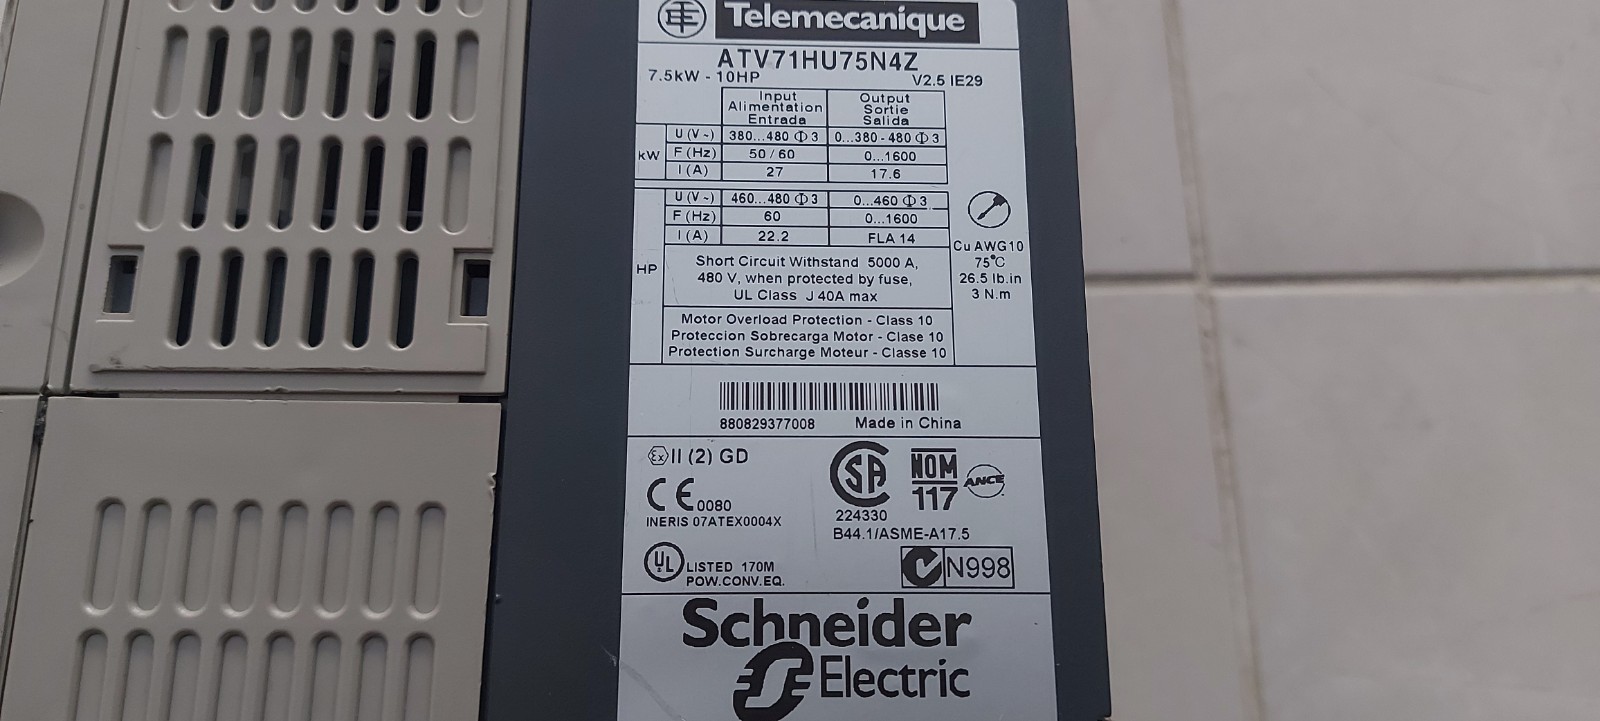 Telemecanique
ATV71HU75N4Z
7.5kW - 10HP V2.5 IE29
Input Output
Alimentation Sortie
Entrada Salida
kW
U (V~) 380...480 Φ 3 0...380-480 Φ 3
F (Hz) 50 / 60 0...1600
I (A) 27 17.6
HP
U (V~) 460...480 Φ 3 0...460 Φ 3
F (Hz) 60 0...1600
I (A) 22.2 FLA 14
Short Circuit Withstand 5000 A,
480 V, when protected by fuse,
UL Class J 40A max
Motor Overload Protection - Class 10
Proteccion Sobrecarga Motor - Clase 10
Protection Surcharge Moteur - Classe 10
Cu AWG10
75°C
26.5 lb.in
3 N.m
880829377008 Made in China
Ex II (2) GD
CE 0080
INERIS 07ATEX0004X
SA
224330
NOM
117
ANCE
B44.1/ASME-A17.5
UL LISTED 170M
POW.CONV.EQ.
N998
Schneider
Electric